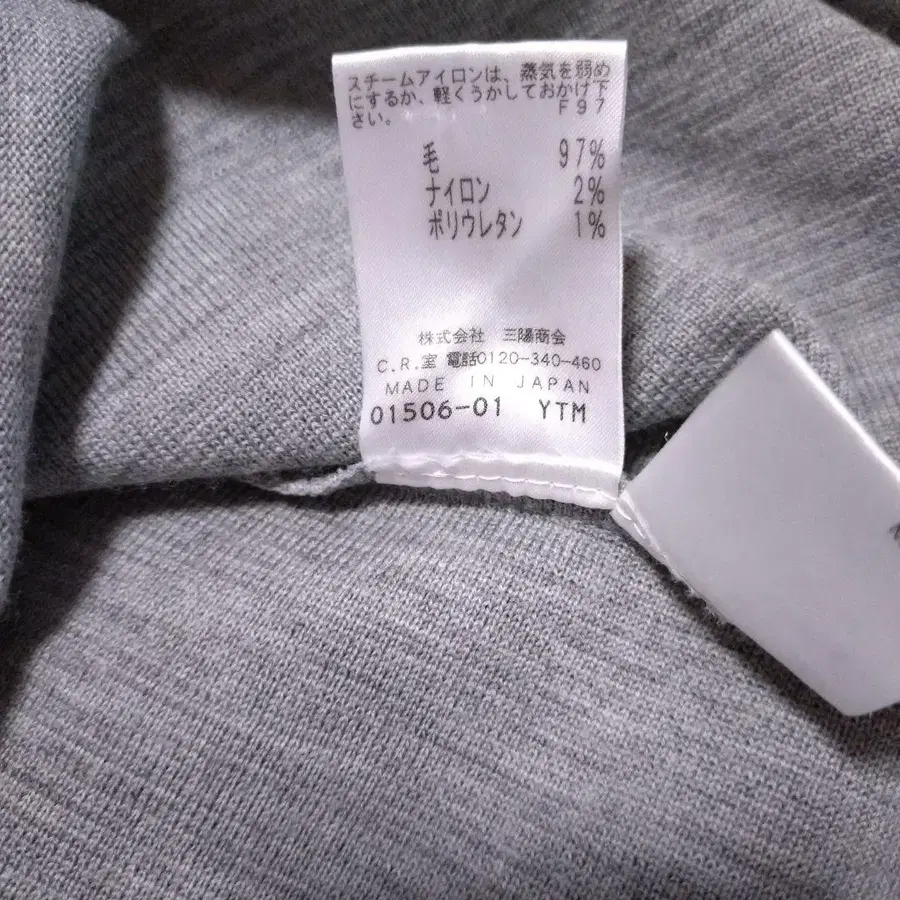 スチームアイロンは、蒸気を弱め
にするか、軽くうかしておかけ下
さい。 F97
毛 97%
ナイロン 2%
ポリウレタン 1%
株式会社 三陽商会
C.R.室 電話0120-340-460
MADE IN JAPAN
01506-01 YTM